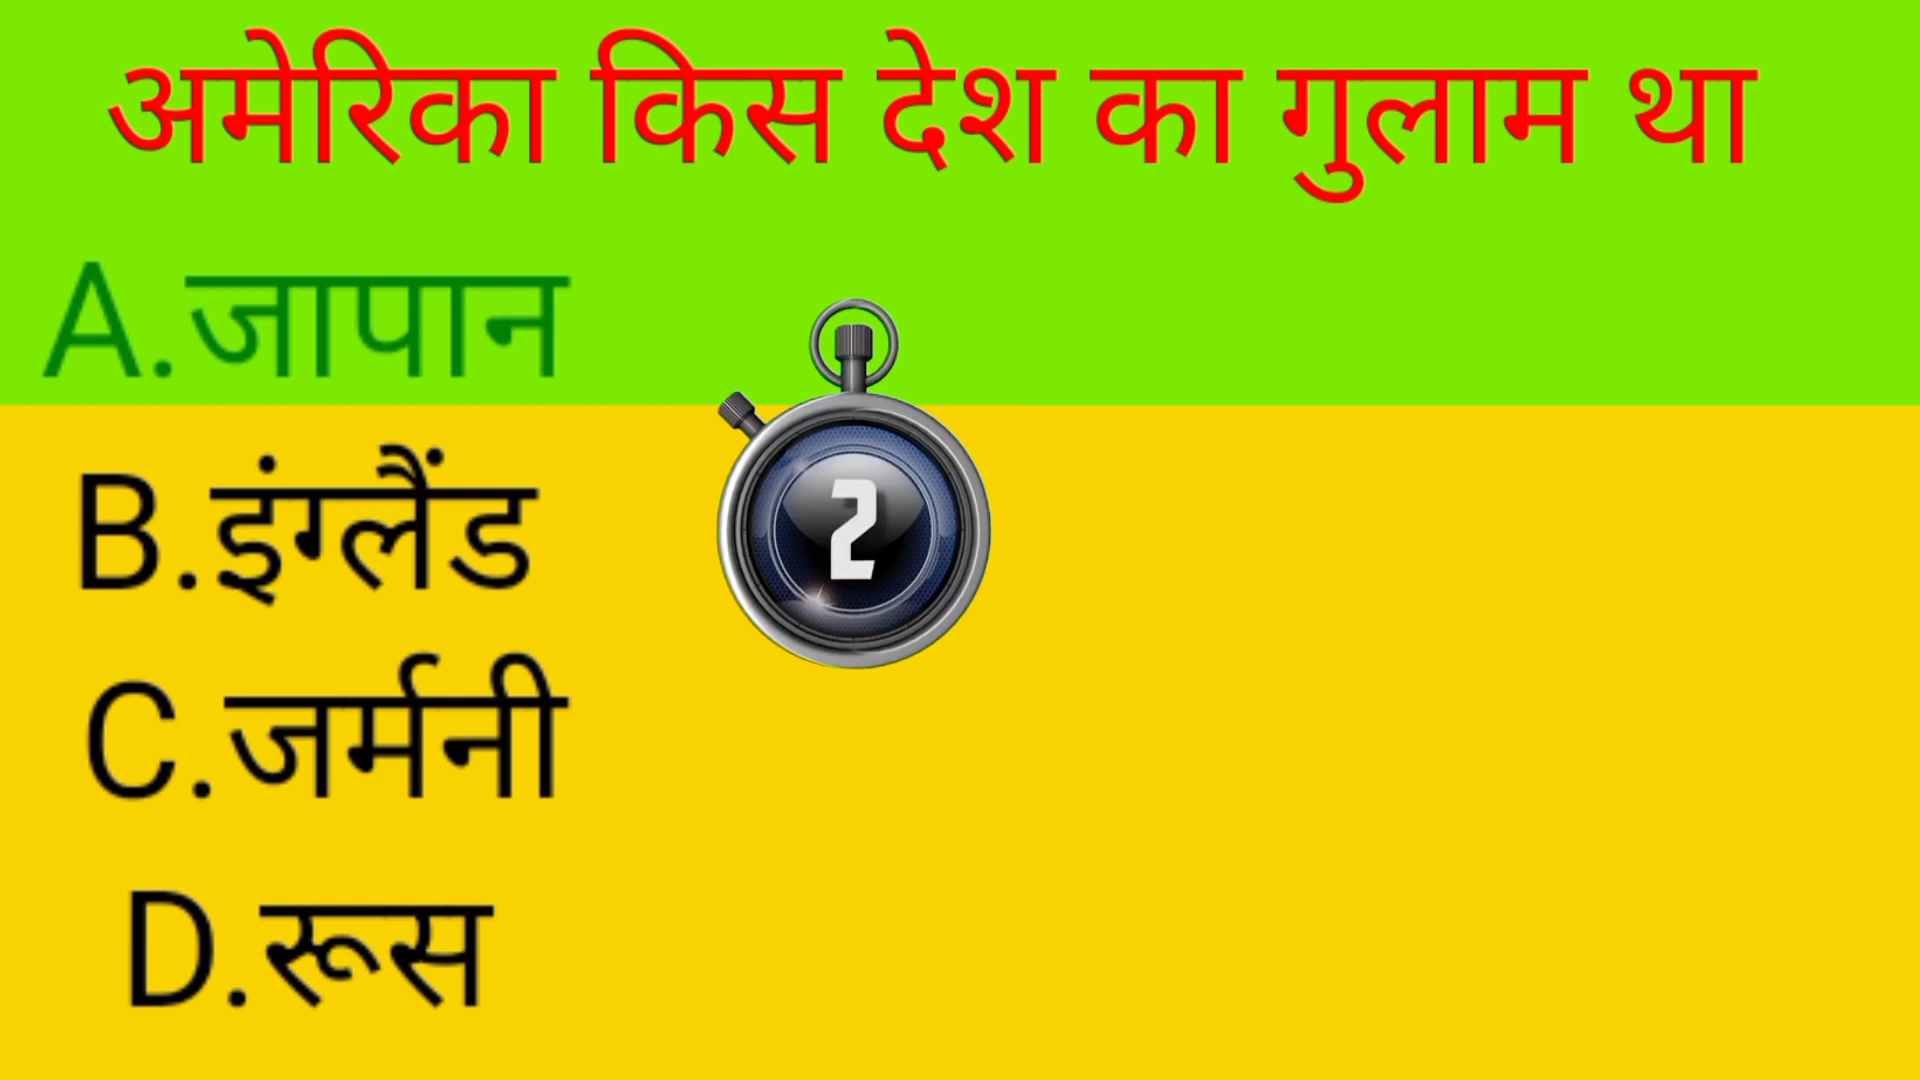 अमेरिका किस देश का गुलाम था
A.जापान
B.इंग्लैंड
2
C.जर्मनी
D.रूस